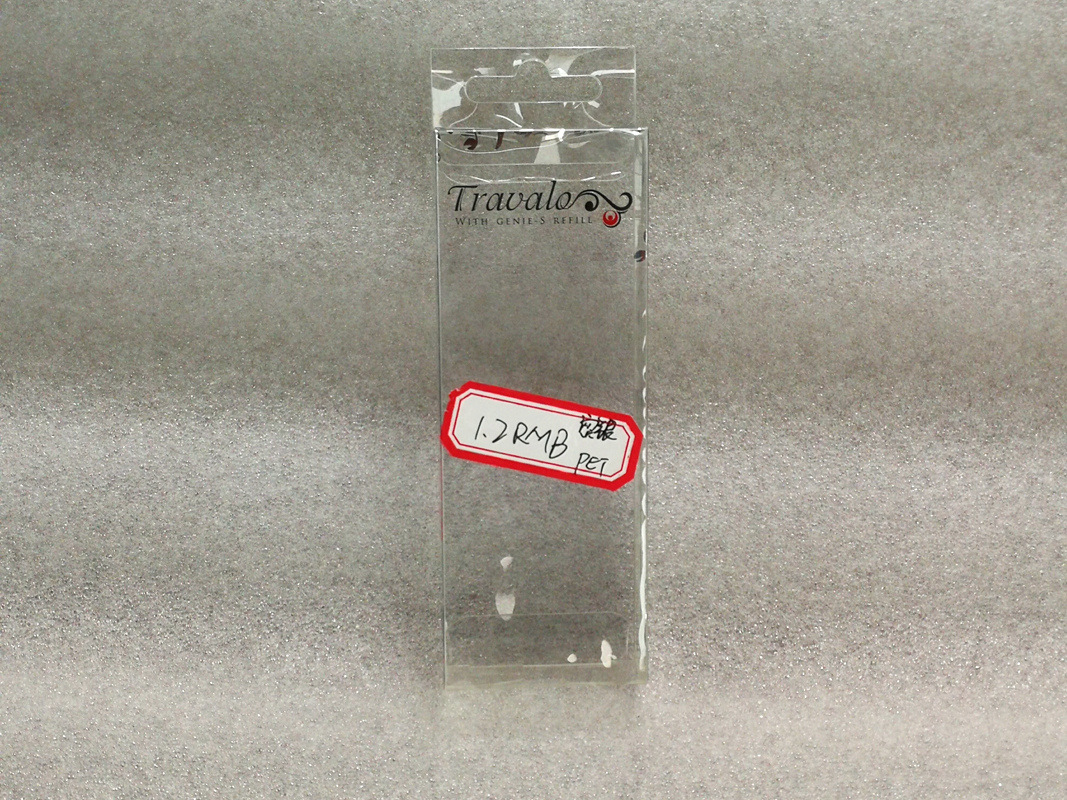 Travalo
WITH GENIE-S REFILL
1.2RMB
PET